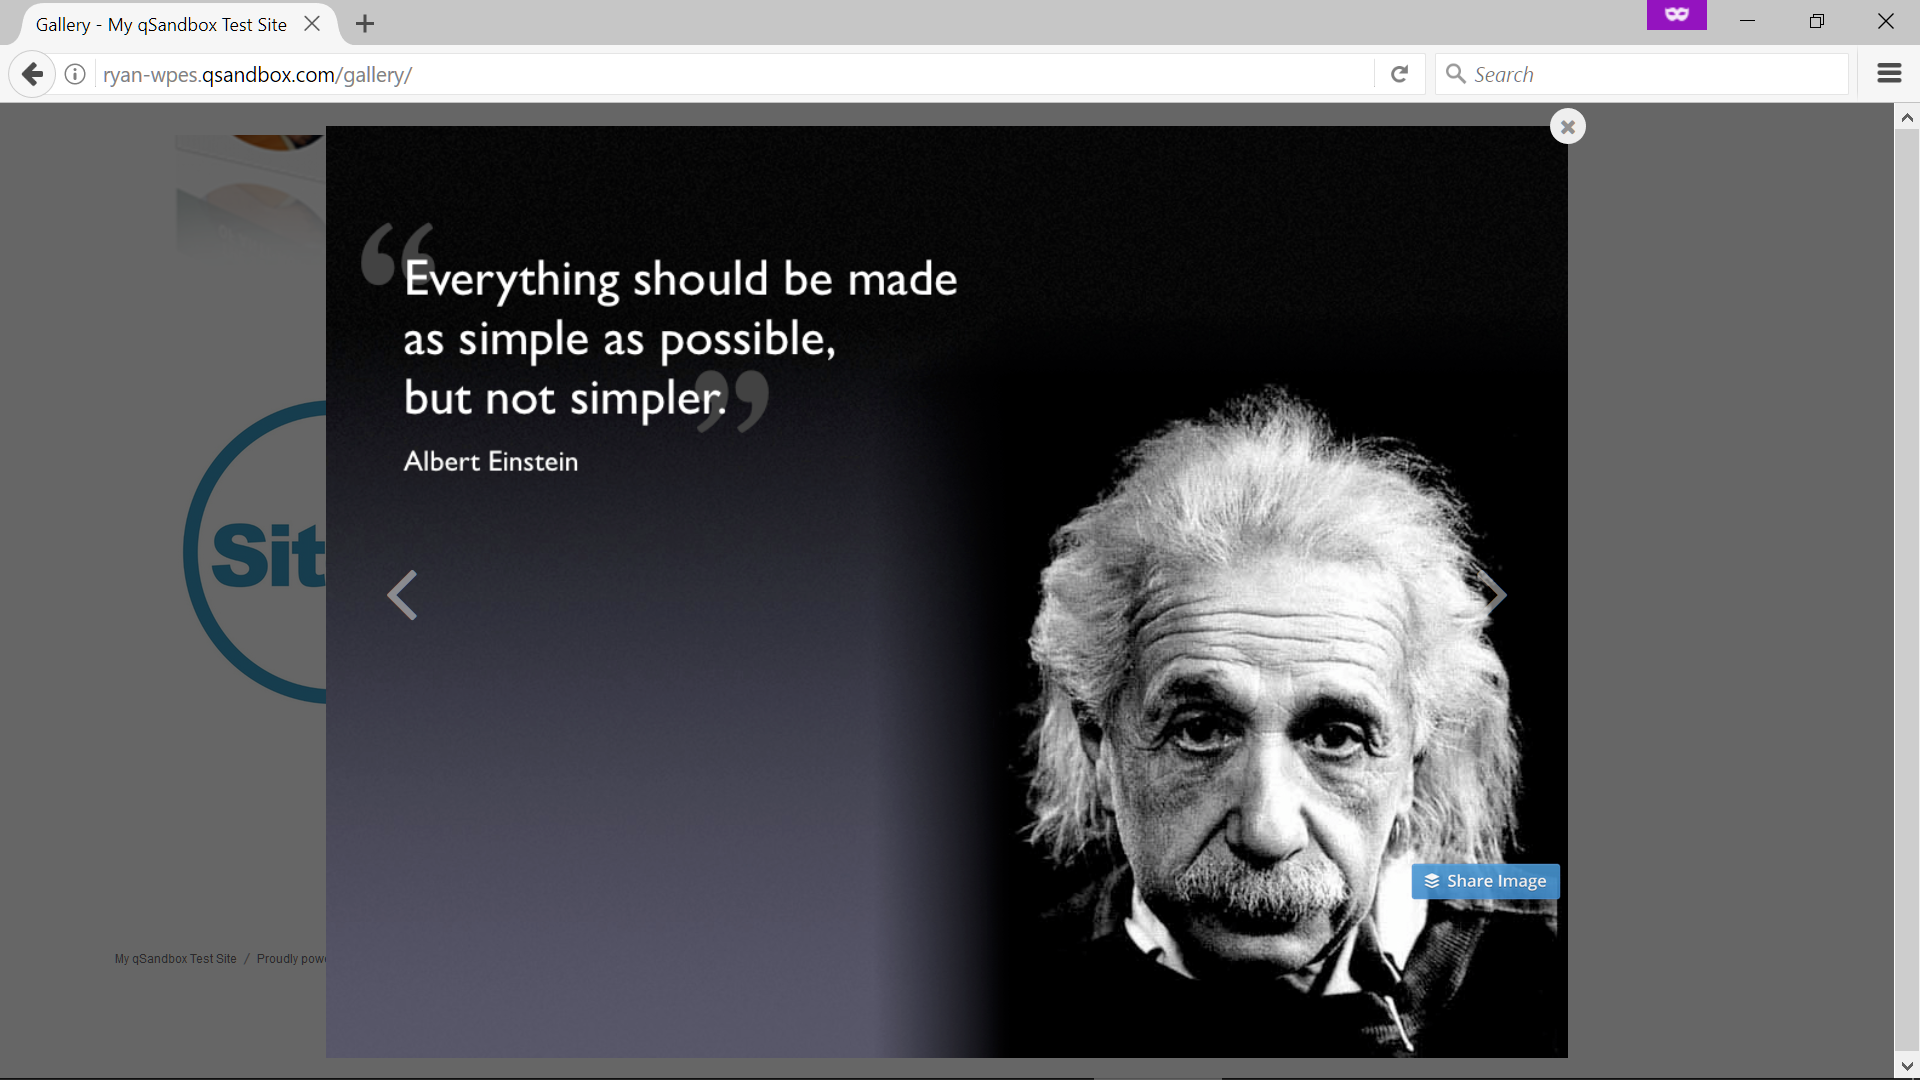 Gallery - My qSandbox Test Site
ryan-wpes.qsandbox.com/gallery/
Search
“Everything should be made
as simple as possible,
but not simpler.”
Albert Einstein
Sit
Share Image
My qSandbox Test Site / Proudly powe